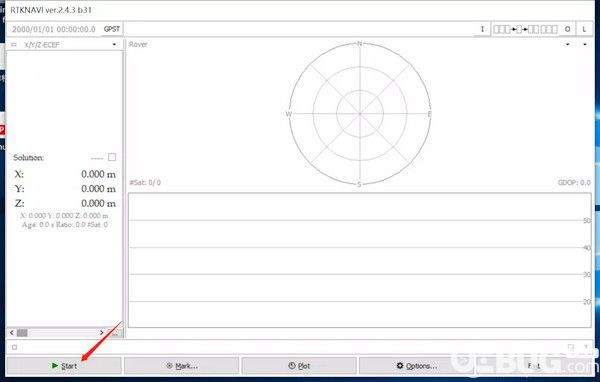 RTKNAVI ver.2.4.3 b31
2000/01/01 00:00:00.0 GPST I O L
X/Y/Z-ECEF
Rover
N
W E
S
Solution: ----
X: 0.000 m
Y: 0.000 m
Z: 0.000 m
X: 0.000 Y: 0.000 Z: 0.000 m
Age: 0.0 s Ratio: 0.0 #Sat: 0
#Sat: 0/0 GDOP: 0.0
50
40
30
20
...
?
Start Mark... Plot Options...